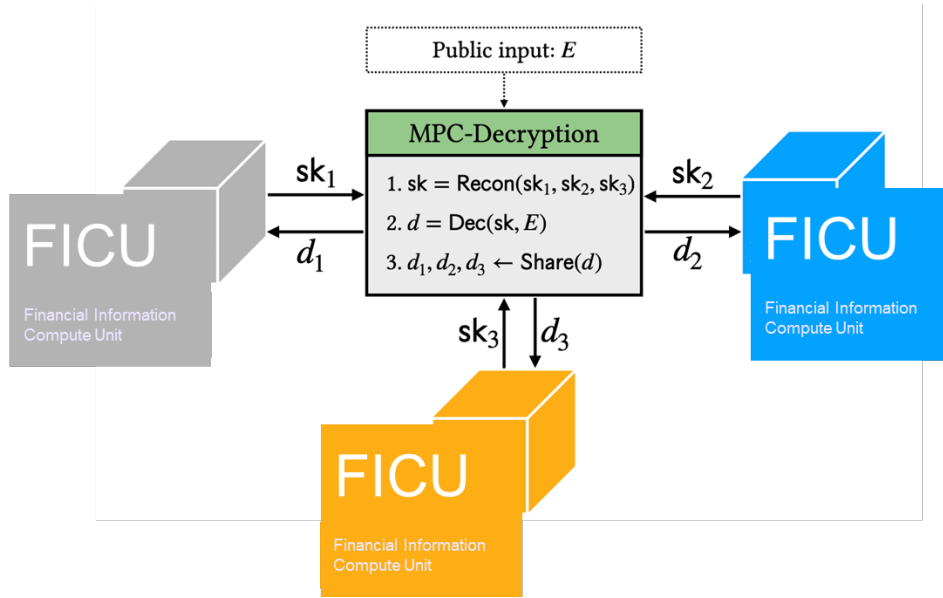 Public input: E
MPC-Decryption
1. sk = Recon(sk₁, sk₂, sk₃)
2. d = Dec(sk, E)
3. d₁, d₂, d₃ ← Share(d)
sk₁
d₁
sk₂
d₂
sk₃
d₃
FICU
Financial Information
Compute Unit
FICU
Financial Information
Compute Unit
FICU
Financial Information
Compute Unit